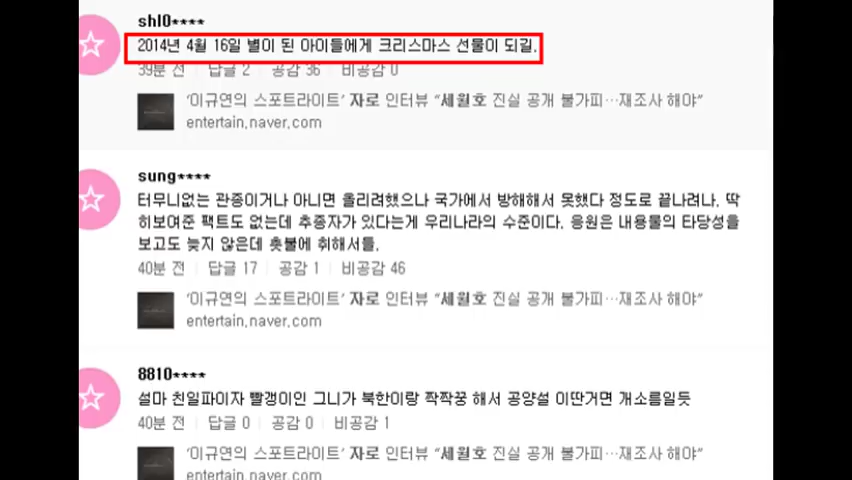 shl0****
2014년 4월 16일 별이 된 아이들에게 크리스마스 선물이 되길.
39분 전 답글 2 공감 36 비공감 0
‘이규연의 스포트라이트’ 자로 인터뷰 “세월호 진실 공개 불가피…재조사 해야”
entertain.naver.com
sung****
터무니없는 관종이거나 아니면 올리려했으나 국가에서 방해해서 못했다 정도로 끝나려나. 딱
히보여준 팩트도 없는데 추종자가 있다는게 우리나라의 수준이다. 응원은 내용물의 타당성을
보고도 늦지 않은데 촛불에 취해서들.
40분 전 답글 17 공감 1 비공감 46
‘이규연의 스포트라이트’ 자로 인터뷰 “세월호 진실 공개 불가피…재조사 해야”
entertain.naver.com
8810****
설마 친일파이자 빨갱이인 그니가 북한이랑 짝짝꿍 해서 공양설 이딴거면 개소름일듯
40분 전 답글 0 공감 0 비공감 1
‘이규연의 스포트라이트’ 자로 인터뷰 “세월호 진실 공개 불가피…재조사 해야”
entertain.naver.com